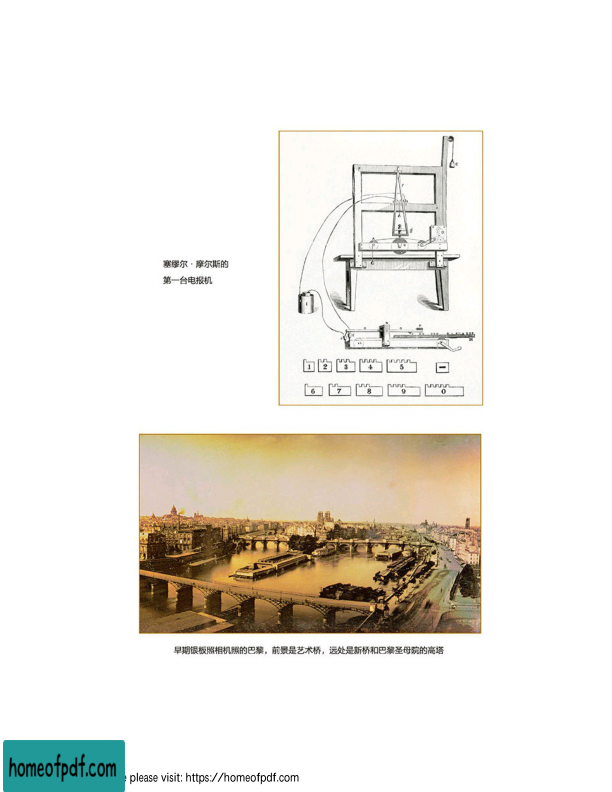 塞缪尔·摩尔斯的
第一台电报机
1 2 3 4 5 –
6 7 8 9 0
早期银板照相机照的巴黎，前景是艺术桥，远处是新桥和巴黎圣母院的高塔
homeofpdf.com
please visit: https://homeofpdf.com